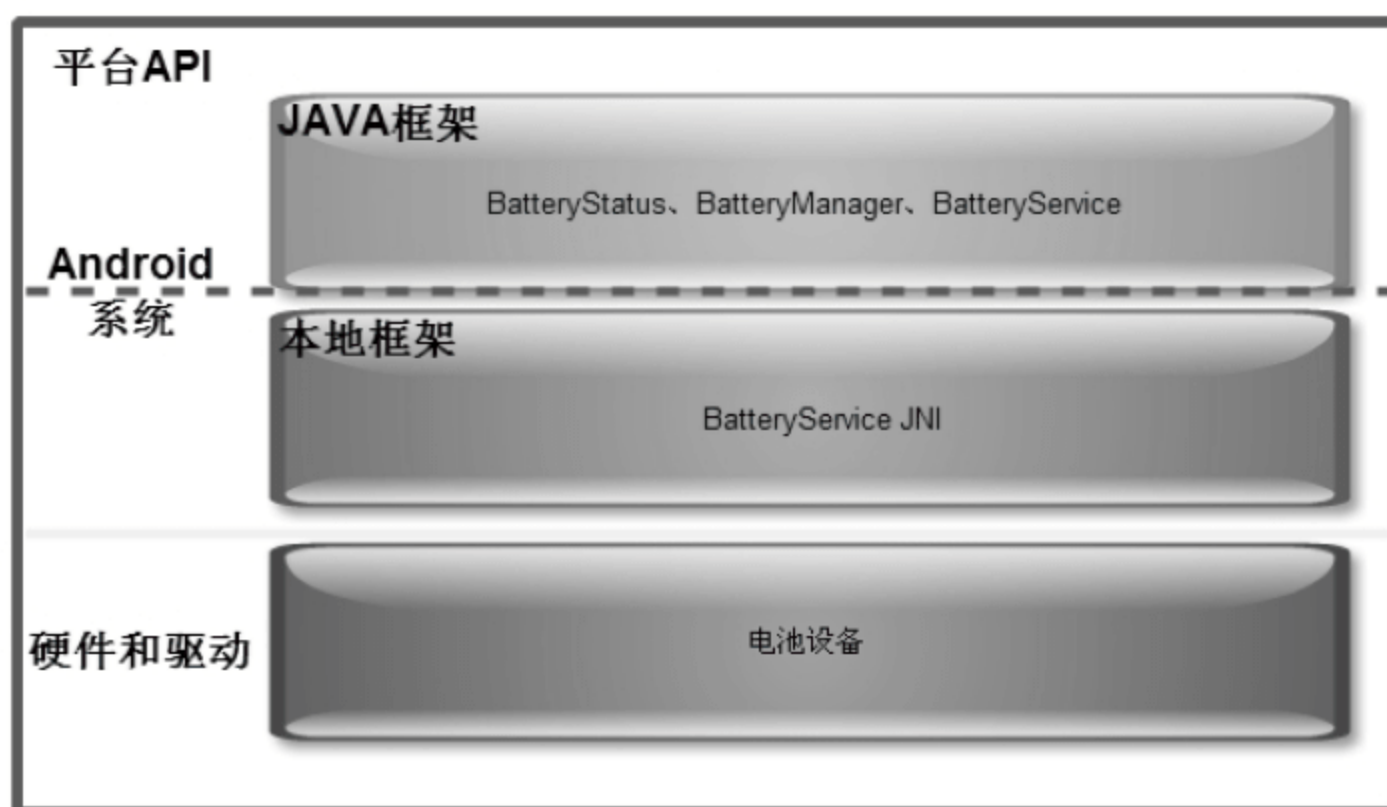 平台API
JAVA框架
BatteryStatus、BatteryManager、BatteryService
Android
系统
本地框架
BatteryService JNI
硬件和驱动
电池设备